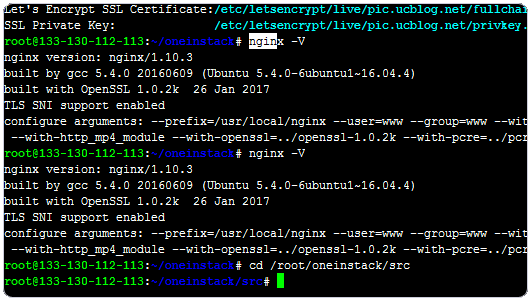 Let's Encrypt SSL Certificate:/etc/letsencrypt/live/pic.ucblog.net/fullchai
SSL Private Key:              /etc/letsencrypt/live/pic.ucblog.net/privkey.
root@133-130-112-113:~/oneinstack# nginx -V
nginx version: nginx/1.10.3
built by gcc 5.4.0 20160609 (Ubuntu 5.4.0-6ubuntu1~16.04.4)
built with OpenSSL 1.0.2k  26 Jan 2017
TLS SNI support enabled
configure arguments: --prefix=/usr/local/nginx --user=www --group=www --wit
 --with-http_mp4_module --with-openssl=../openssl-1.0.2k --with-pcre=../pcr
root@133-130-112-113:~/oneinstack# nginx -V
nginx version: nginx/1.10.3
built by gcc 5.4.0 20160609 (Ubuntu 5.4.0-6ubuntu1~16.04.4)
built with OpenSSL 1.0.2k  26 Jan 2017
TLS SNI support enabled
configure arguments: --prefix=/usr/local/nginx --user=www --group=www --wit
 --with-http_mp4_module --with-openssl=../openssl-1.0.2k --with-pcre=../pcr
root@133-130-112-113:~/oneinstack# cd /root/oneinstack/src
root@133-130-112-113:~/oneinstack/src#